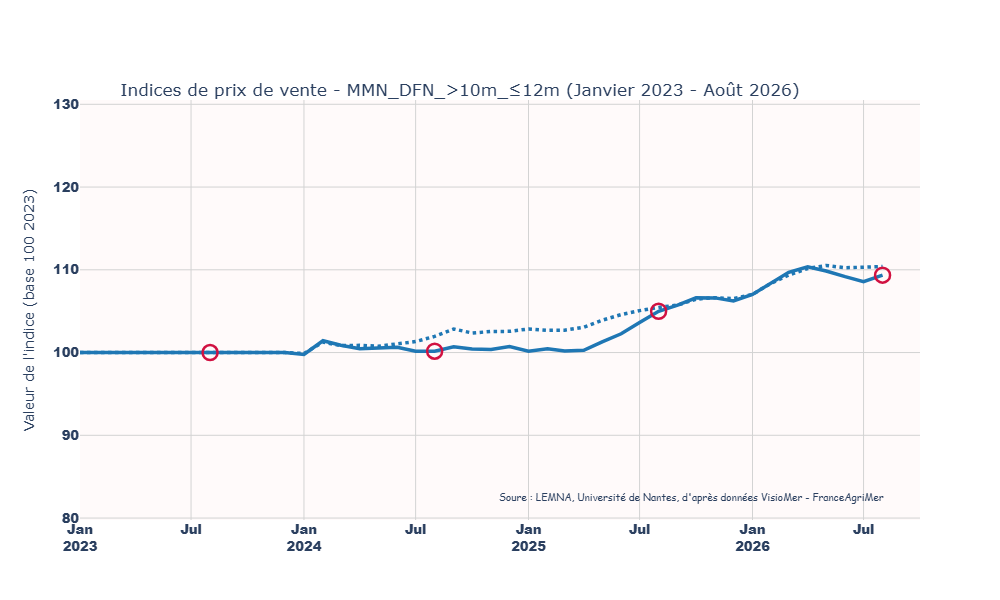 Indices de prix de vente - MMN_DFN_>10m_≤12m (Janvier 2023 - Août 2026)
Valeur de l'indice (base 100 2023)
130
120
110
100
90
80
Soure : LEMNA, Université de Nantes, d'après données VisioMer - FranceAgriMer
Jan Jul Jan Jul Jan Jul Jan Jul
2023 2024 2025 2026